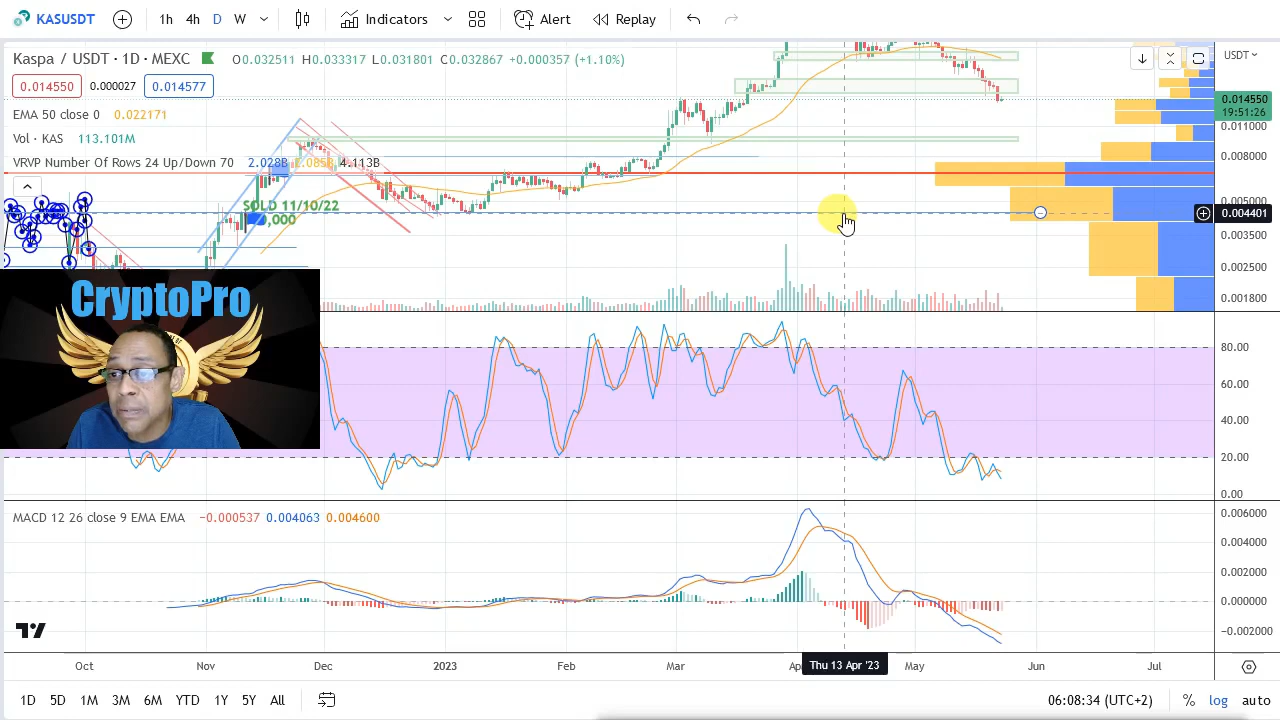 KASUSDT 1h 4h D W Indicators Alert Replay
Kaspa / USDT · 1D · MEXC O0.032511 H0.033317 L0.031801 C0.032867 +0.000357 (+1.10%) USDT
0.014550 0.000027 0.014577
0.014550
19:51:26
EMA 50 close 0 0.022171
0.011000
Vol · KAS 113.101M
VRVP Number Of Rows 24 Up/Down 70 2.028B 2.085B 4.113B
0.008000
0.005000
$OLD 11/10/22
0.004401
,000
0.003500
0.002500
0.001800
CryptoPro
80.00
60.00
40.00
20.00
0.00
MACD 12 26 close 9 EMA EMA −0.000537 0.004063 0.004600
0.006000
0.004000
0.002000
0.000000
−0.002000
Oct Nov Dec 2023 Feb Mar Ap Thu 13 Apr '23 May Jun Jul
1D 5D 1M 3M 6M YTD 1Y 5Y All 06:08:34 (UTC+2) % log auto